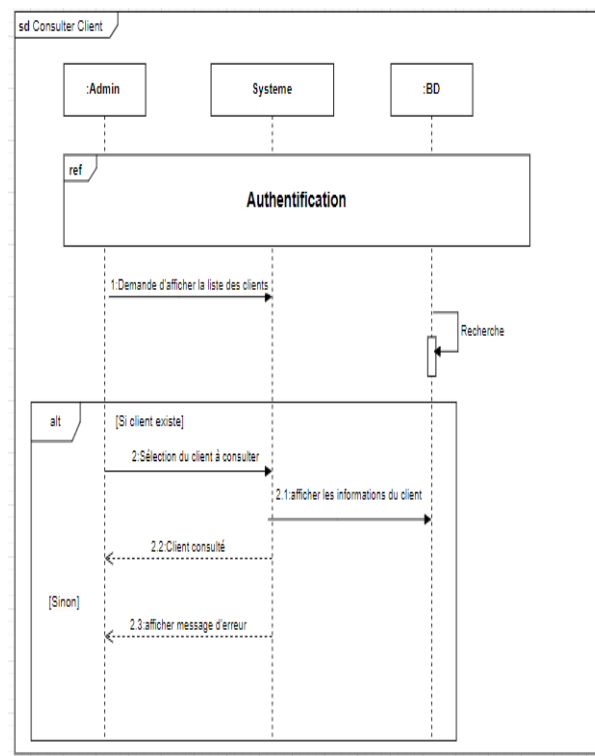 sd Consulter Client
:Admin
Systeme
:BD
ref
Authentification
1:Demande d'afficher la liste des clients
Recherche
alt
[Si client existe]
2:Sélection du client à consulter
2.1:afficher les informations du client
2.2:Client consulté
[Sinon]
2.3:afficher message d'erreur